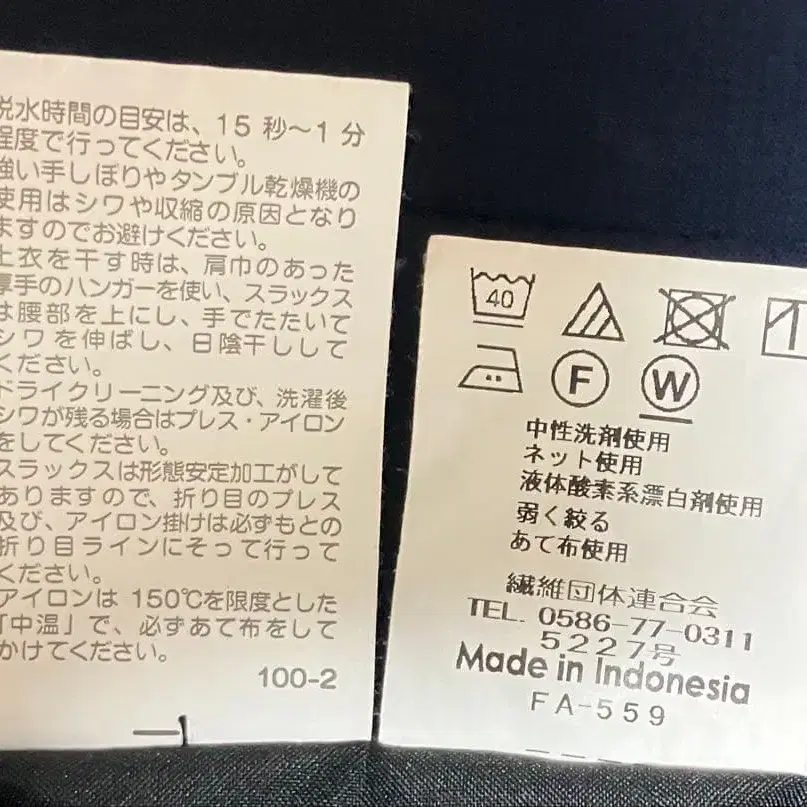 脱水時間の目安は、15秒～1分
程度で行ってください。
強い手しぼりやタンブル乾燥機の
使用はシワや収縮の原因となり
ますのでお避けください。
上衣を干す時は、肩巾のあった
厚手のハンガーを使い、スラックス
は腰部を上にし、手でたたいて
シワを伸ばし、日陰干しして
ください。
ドライクリーニング及び、洗濯後
シワが残る場合はプレス・アイロン
をしてください。
スラックスは形態安定加工がして
ありますので、折り目のプレス
及び、アイロン掛けは必ずもとの
折り目ラインにそって行って
ください。
アイロンは 150℃を限度とした
「中温」で、必ずあて布をして
かけてください。
100-2
40
F W
中性洗剤使用
ネット使用
液体酸素系漂白剤使用
弱く絞る
あて布使用
繊維団体連合会
TEL. 0586-77-0311
5227号
Made in Indonesia
FA-559